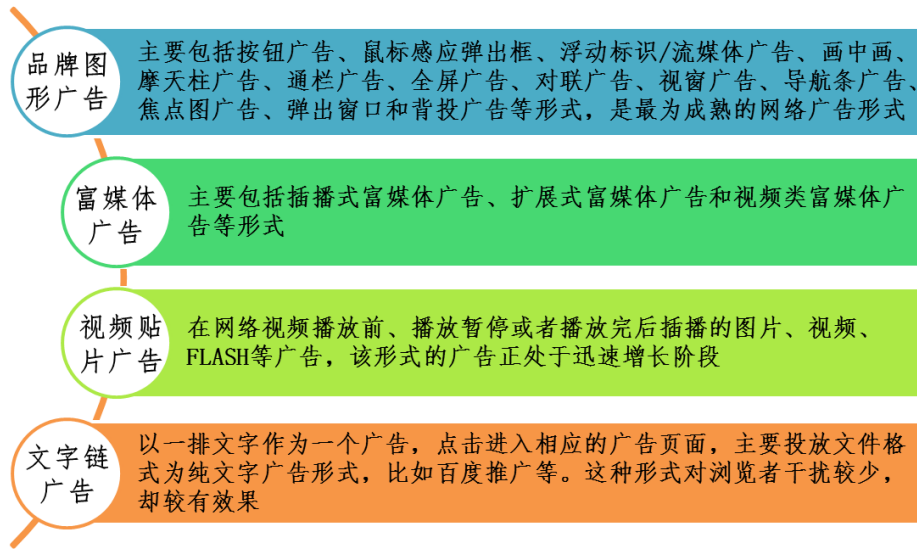 品牌图
形广告
主要包括按钮广告、鼠标感应弹出框、浮动标识/流媒体广告、画中画、
摩天柱广告、通栏广告、全屏广告、对联广告、视窗广告、导航条广告、
焦点图广告、弹出窗口和背投广告等形式，是最为成熟的网络广告形式
富媒体
广告
主要包括插播式富媒体广告、扩展式富媒体广告和视频类富媒体广
告等形式
视频贴
片广告
在网络视频播放前、播放暂停或者播放完后插播的图片、视频、
FLASH等广告，该形式的广告正处于迅速增长阶段
文字链
广告
以一排文字作为一个广告，点击进入相应的广告页面，主要投放文件格
式为纯文字广告形式，比如百度推广等。这种形式对浏览者干扰较少，
却较有效果